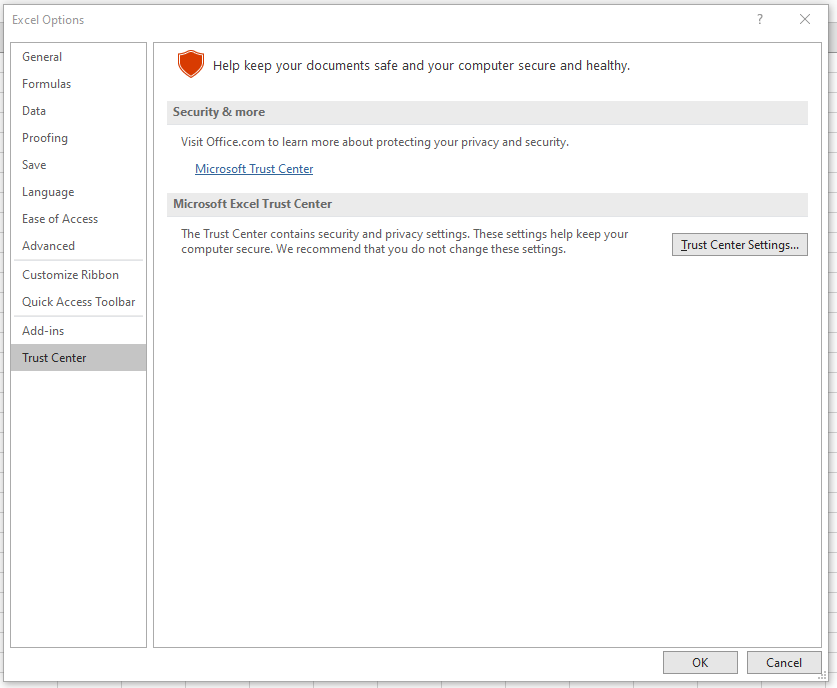 Excel Options
?
General
Formulas
Data
Proofing
Save
Language
Ease of Access
Advanced
Customize Ribbon
Quick Access Toolbar
Add-ins
Trust Center
Help keep your documents safe and your computer secure and healthy.
Security & more
Visit Office.com to learn more about protecting your privacy and security.
Microsoft Trust Center
Microsoft Excel Trust Center
The Trust Center contains security and privacy settings. These settings help keep your
computer secure. We recommend that you do not change these settings.
Trust Center Settings...
OK
Cancel